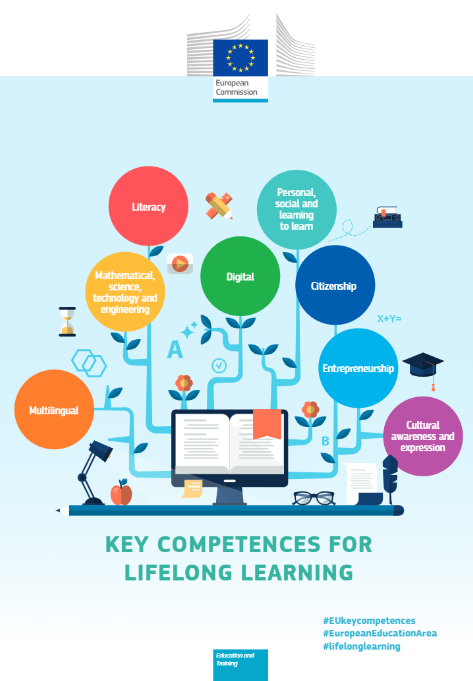 European
Commission
Literacy
Personal,
social and
learning
to learn
Mathematical,
science,
technology and
engineering
Digital
Citizenship
X+Y=
A
Entrepreneurship
Multilingual
Cultural
awareness and
expression
B
KEY COMPETENCES FOR
LIFELONG LEARNING
#EUkeycompetences
#EuropeanEducationArea
#lifelonglearning
Education and
Training